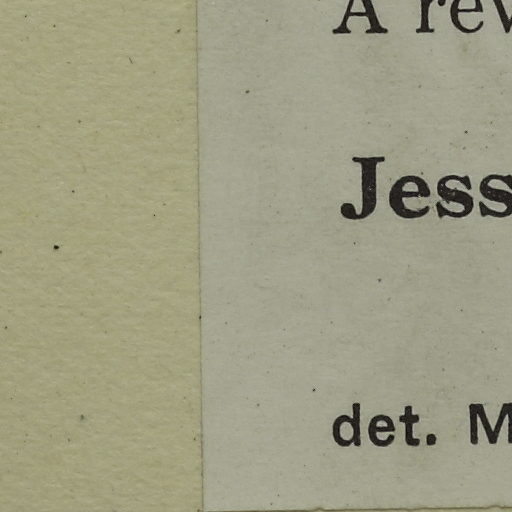 A rev
Jess
det. M